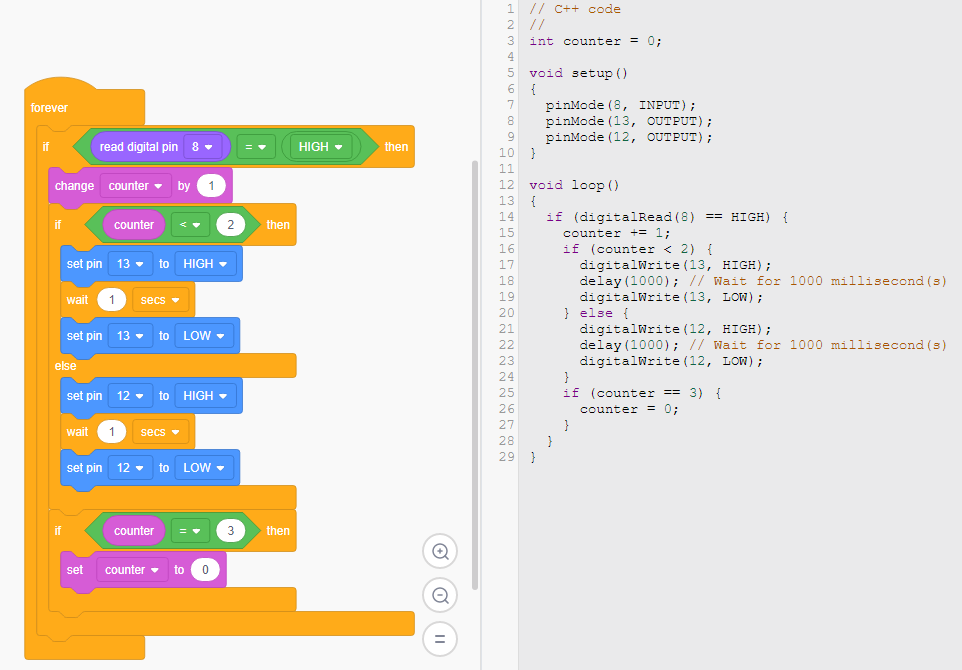 forever
if read digital pin 8 = HIGH then
change counter by 1
if counter < 2 then
set pin 13 to HIGH
wait 1 secs
set pin 13 to LOW
else
set pin 12 to HIGH
wait 1 secs
set pin 12 to LOW
if counter = 3 then
set counter to 0
1 // C++ code
2 //
3 int counter = 0;
4
5 void setup()
6 {
7   pinMode(8, INPUT);
8   pinMode(13, OUTPUT);
9   pinMode(12, OUTPUT);
10 }
11
12 void loop()
13 {
14   if (digitalRead(8) == HIGH) {
15     counter += 1;
16     if (counter < 2) {
17       digitalWrite(13, HIGH);
18       delay(1000); // Wait for 1000 millisecond(s)
19       digitalWrite(13, LOW);
20     } else {
21       digitalWrite(12, HIGH);
22       delay(1000); // Wait for 1000 millisecond(s)
23       digitalWrite(12, LOW);
24     }
25     if (counter == 3) {
26       counter = 0;
27     }
28   }
29 }